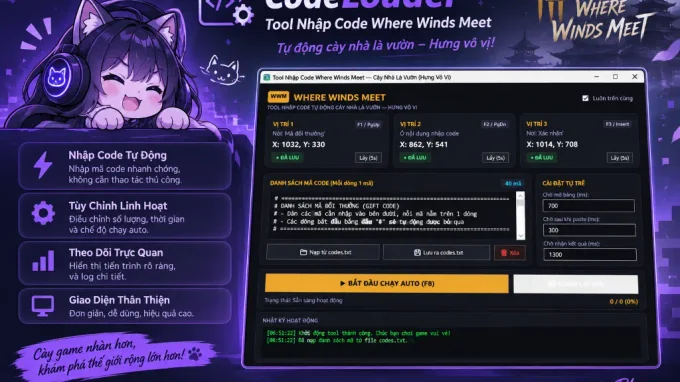 CodeLoader
Tool Nhập Code Where Winds Meet
Tự động cày nhà là vườn – Hưng vô vị!
WHERE
WINDS MEET
Nhập Code Tự Động
Nhập mã code nhanh chóng,
không cần thao tác thủ công.
Tùy Chỉnh Linh Hoạt
Điều chỉnh số lượng, thời gian
và chế độ chạy auto.
Theo Dõi Trực Quan
Hiển thị tiến trình rõ ràng,
và log chi tiết.
Giao Diện Thân Thiện
Đơn giản, dễ dùng, hiệu quả cao.
Cày game nhàn hơn,
khám phá thế giới rộng lớn hơn!
Tool Nhập Code Where Winds Meet — Cày Nhà Là Vườn (Hưng Vô Vị)
WWM WHERE WINDS MEET
TOOL NHẬP CODE TỰ ĐỘNG CÀY NHÀ LÀ VƯỜN — HƯNG VÔ VỊ
Luôn trên cùng
VỊ TRÍ 1 F1 / PgUp
X: 1032, Y: 330
+ ĐÃ LƯU Lấy (5s)
VỊ TRÍ 2 F2 / PgDn
Ô nội dung nhập code
X: 862, Y: 541
+ ĐÃ LƯU Lấy (5s)
VỊ TRÍ 3 F3 / Insert
X: 1014, Y: 708
+ ĐÃ LƯU Lấy (5s)
DANH SÁCH MÃ CODE (Mỗi dòng 1 mã) 40 mã
# DANH SÁCH MÃ ĐỔI THƯỞNG (GIFT CODE)
# - Dán các mã cần nhập vào bên dưới, mỗi mã nằm trên 1 dòng
# - Các dòng bắt đầu bằng dấu "#" sẽ tự động được bỏ qua
Nạp từ codes.txt
Lưu ra codes.txt
Xóa
CÀI ĐẶT TỰ TRỄ
Chờ mở bảng (ms):
700
Chờ sau khi paste (ms):
300
Chờ nhận kết quả (ms):
1300
BẮT ĐẦU CHẠY AUTO (F8)
Trạng thái: Sẵn sàng hoạt động
0 / 0 (0%)
NHẬT KÝ HOẠT ĐỘNG
[06:51:22] Khởi động tool thành công. Chúc bạn chơi game vui vẻ!
[06:51:22] Đã nạp danh sách mã từ file codes.txt.